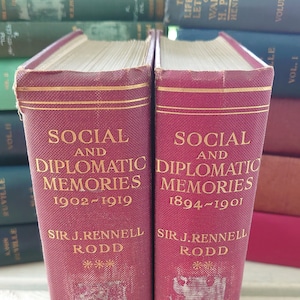 SOCIAL
AND
DIPLOMATIC
MEMORIES
1902~1919
SIR J. RENNELL
RODD
***
SOCIAL
AND
DIPLOMATIC
MEMORIES
1894~1901
SIR J. RENNELL
RODD
**